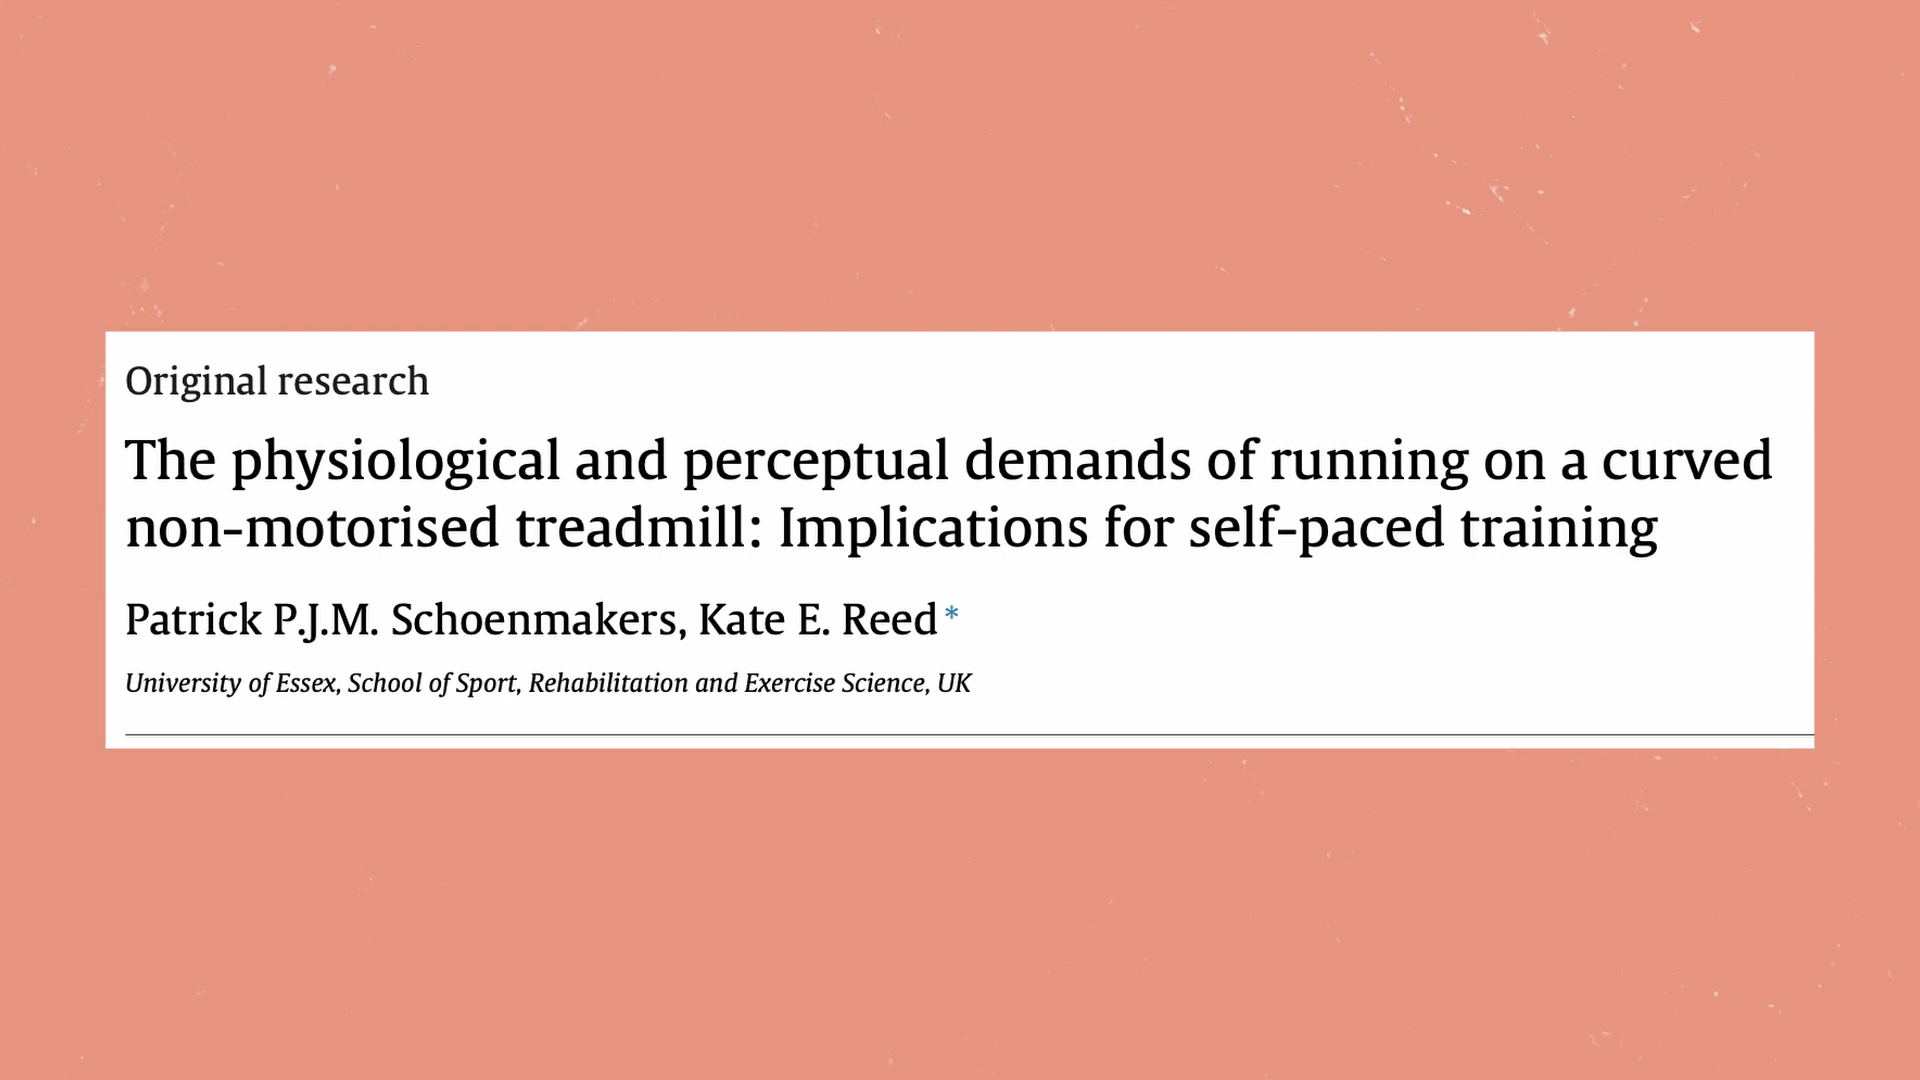 Original research
The physiological and perceptual demands of running on a curved
non-motorised treadmill: Implications for self-paced training
Patrick P.J.M. Schoenmakers, Kate E. Reed*
University of Essex, School of Sport, Rehabilitation and Exercise Science, UK